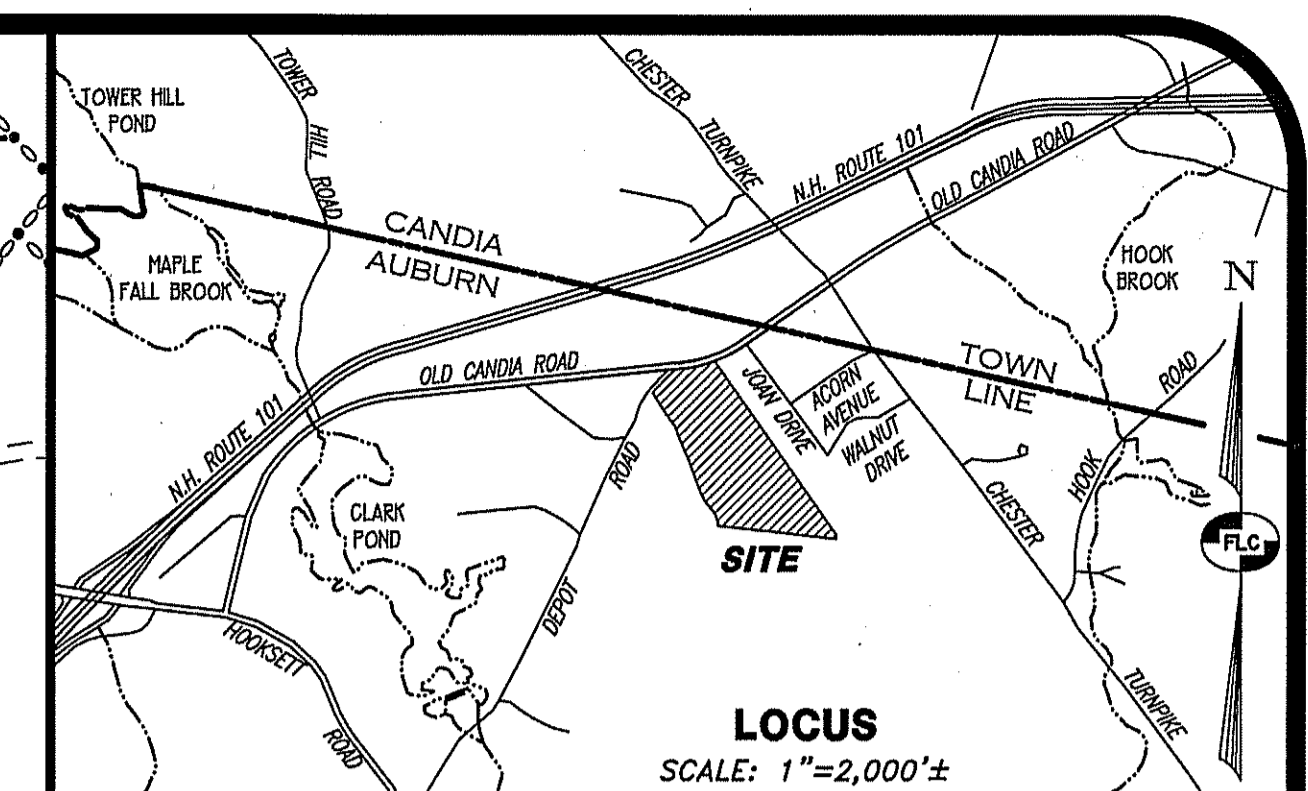 TOWER HILL
POND
TOWER HILL ROAD
CHESTER TURNPIKE
N.H. ROUTE 101
OLD CANDIA ROAD
CANDIA
AUBURN
MAPLE
FALL BROOK
HOOK
BROOK
N
OLD CANDIA ROAD
TOWN
LINE
JOAN DRIVE
ACORN
AVENUE
WALNUT
DRIVE
HOOK ROAD
N.H. ROUTE 101
CLARK
POND
DEPOT ROAD
SITE
CHESTER TURNPIKE
FLC
HOOKSETT ROAD
LOCUS
SCALE: 1"=2,000'±